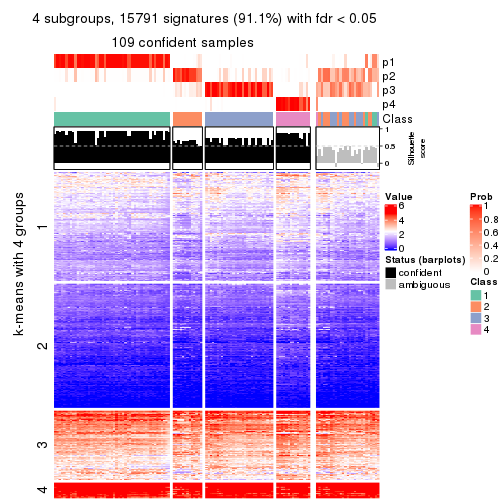 4 subgroups, 15791 signatures (91.1%) with fdr < 0.05
109 confident samples
p1
p2
p3
p4
Class
1
0.5
0
Silhouette
score
k-means with 4 groups
1
2
3
4
Value
6
4
2
0
Status (barplots)
confident
ambiguous
Prob
1
0.8
0.6
0.4
0.2
0
Class
1
2
3
4